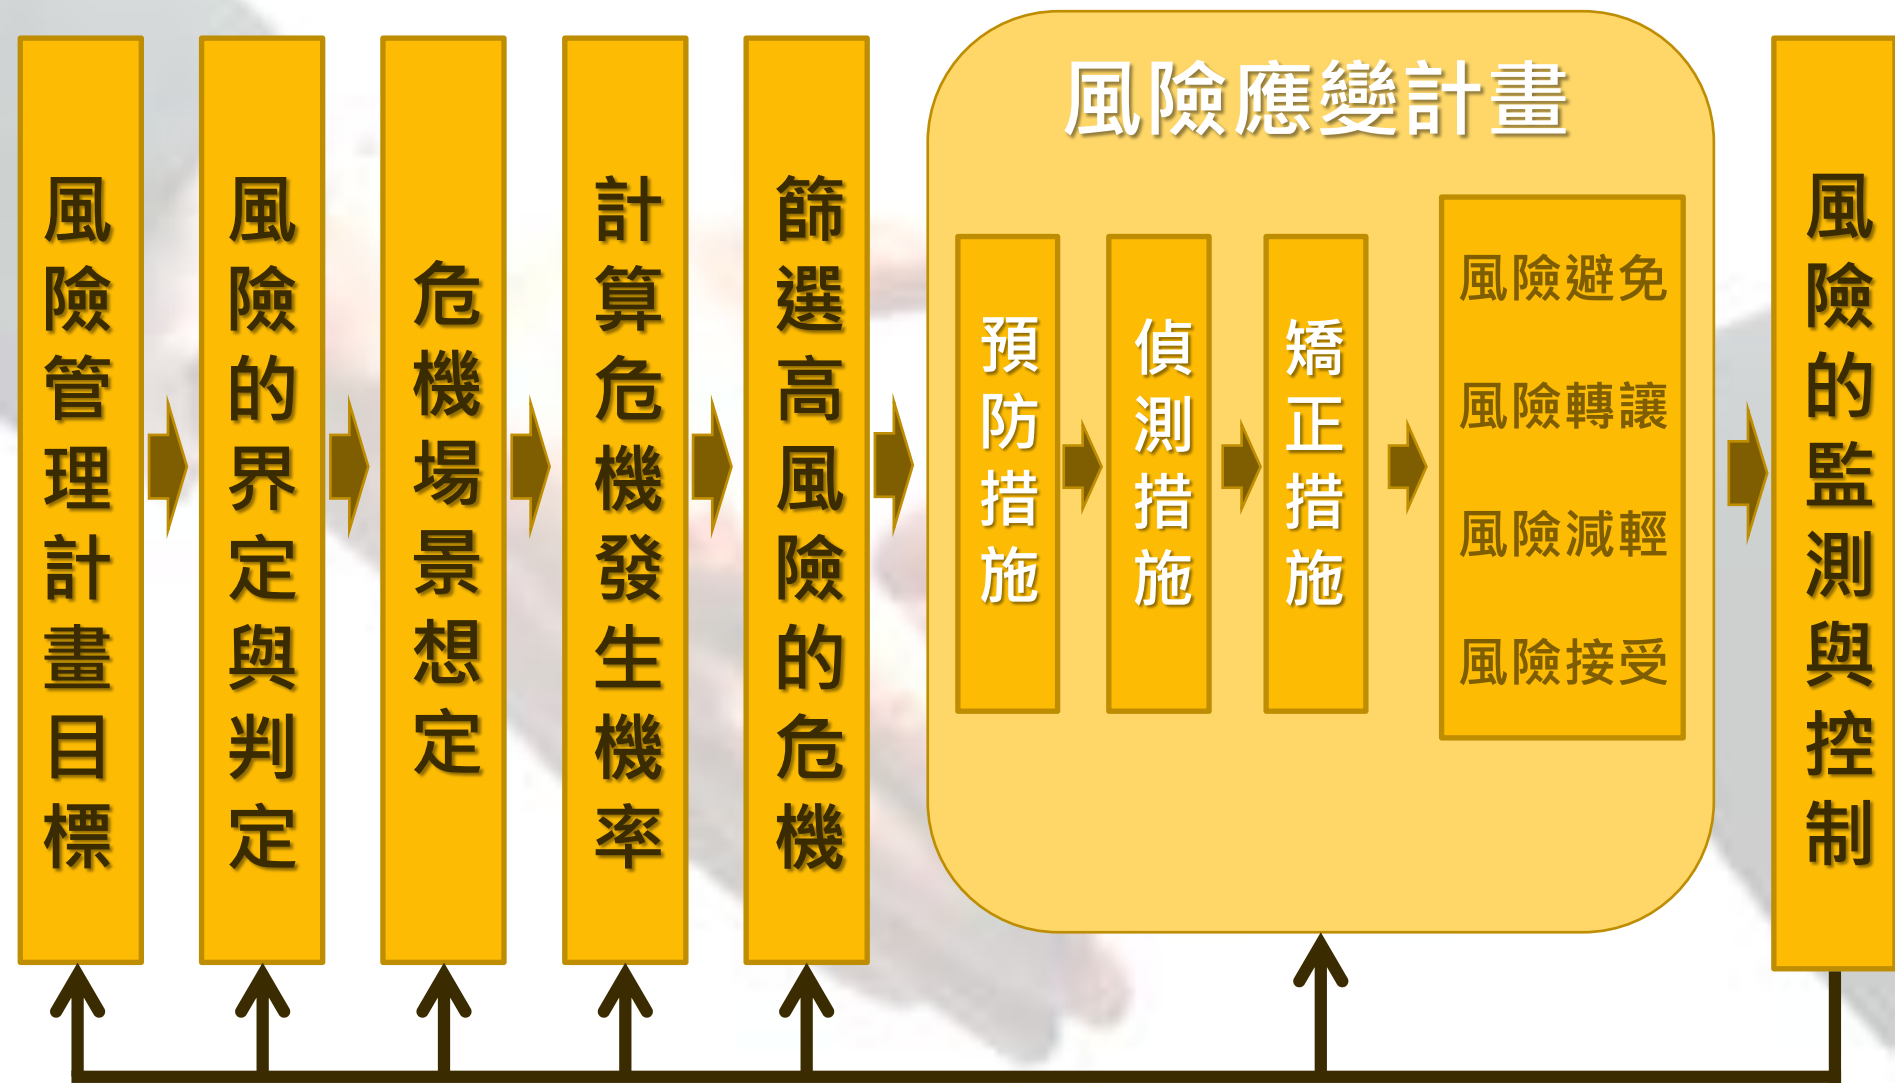 風險管理計畫目標
風險的界定與判定
危機場景想定
計算危機發生機率
篩選高風險的危機
風險應變計畫
預防措施
偵測措施
矯正措施
風險避免
風險轉讓
風險減輕
風險接受
風險的監測與控制